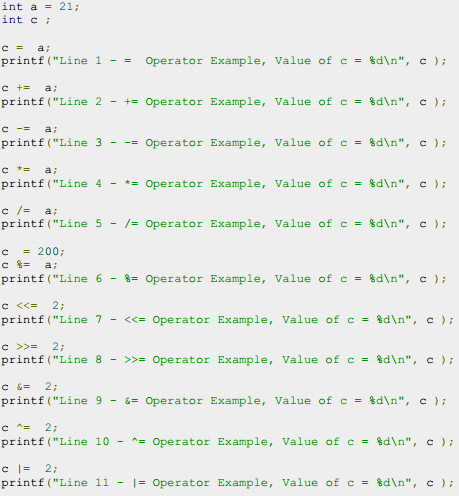 int a = 21;
int c ;
c =  a;
printf("Line 1 - =  Operator Example, Value of c = %d\n", c );
c +=  a;
printf("Line 2 - += Operator Example, Value of c = %d\n", c );
c -=  a;
printf("Line 3 - -= Operator Example, Value of c = %d\n", c );
c *=  a;
printf("Line 4 - *= Operator Example, Value of c = %d\n", c );
c /=  a;
printf("Line 5 - /= Operator Example, Value of c = %d\n", c );
c  = 200;
c %=  a;
printf("Line 6 - %= Operator Example, Value of c = %d\n", c );
c <<=  2;
printf("Line 7 - <<= Operator Example, Value of c = %d\n", c );
c >>=  2;
printf("Line 8 - >>= Operator Example, Value of c = %d\n", c );
c &=  2;
printf("Line 9 - &= Operator Example, Value of c = %d\n", c );
c ^=  2;
printf("Line 10 - ^= Operator Example, Value of c = %d\n", c );
c |=  2;
printf("Line 11 - |= Operator Example, Value of c = %d\n", c );